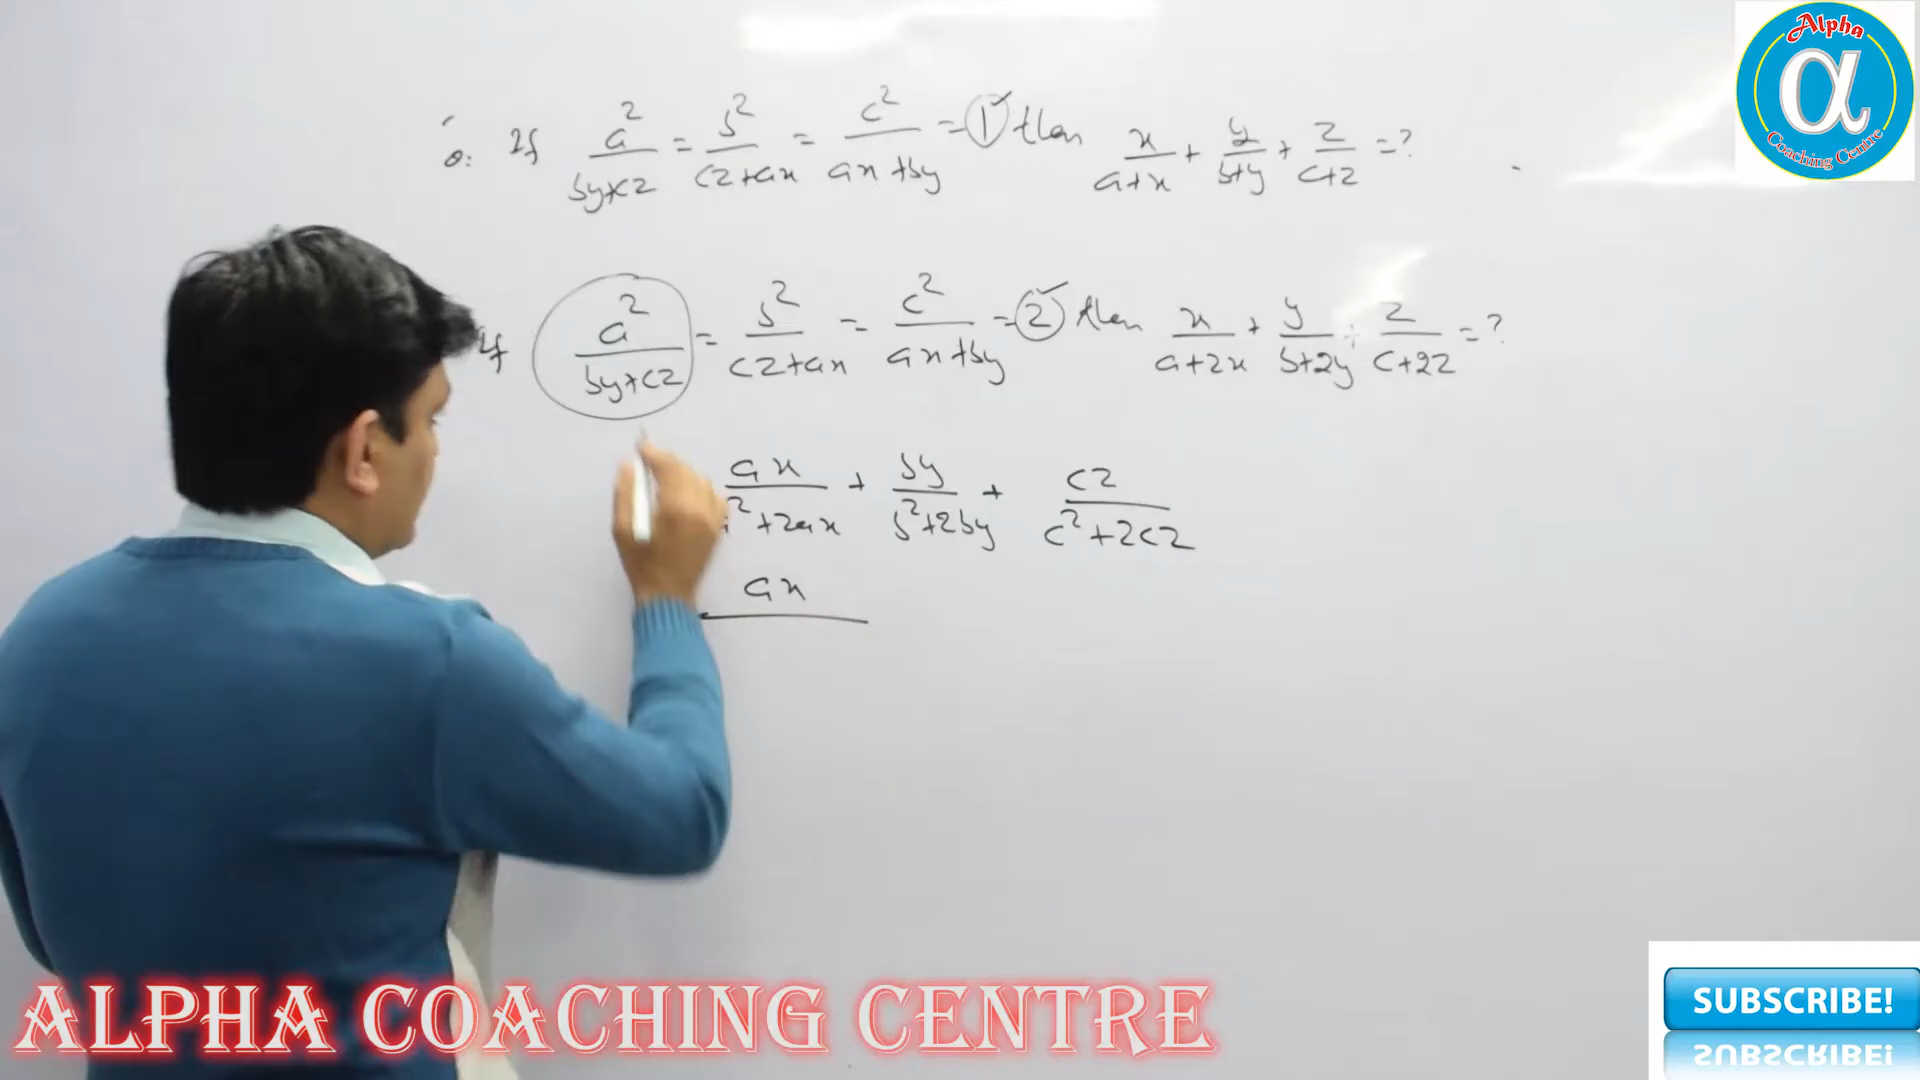 Alpha
α
Coaching Centre
Q: If a²/(by+cz) = b²/(cz+ax) = c²/(ax+by) = 1 then x/(a+x) + y/(b+y) + z/(c+z) = ?
If a²/(by+cz) = b²/(cz+ax) = c²/(ax+by) = 2 then x/(a+2x) + y/(b+2y) + z/(c+2z) = ?
ax/(a²+2ax) + by/(b²+2by) + cz/(c²+2cz)
ax
ALPHA COACHING CENTRE
SUBSCRIBE!